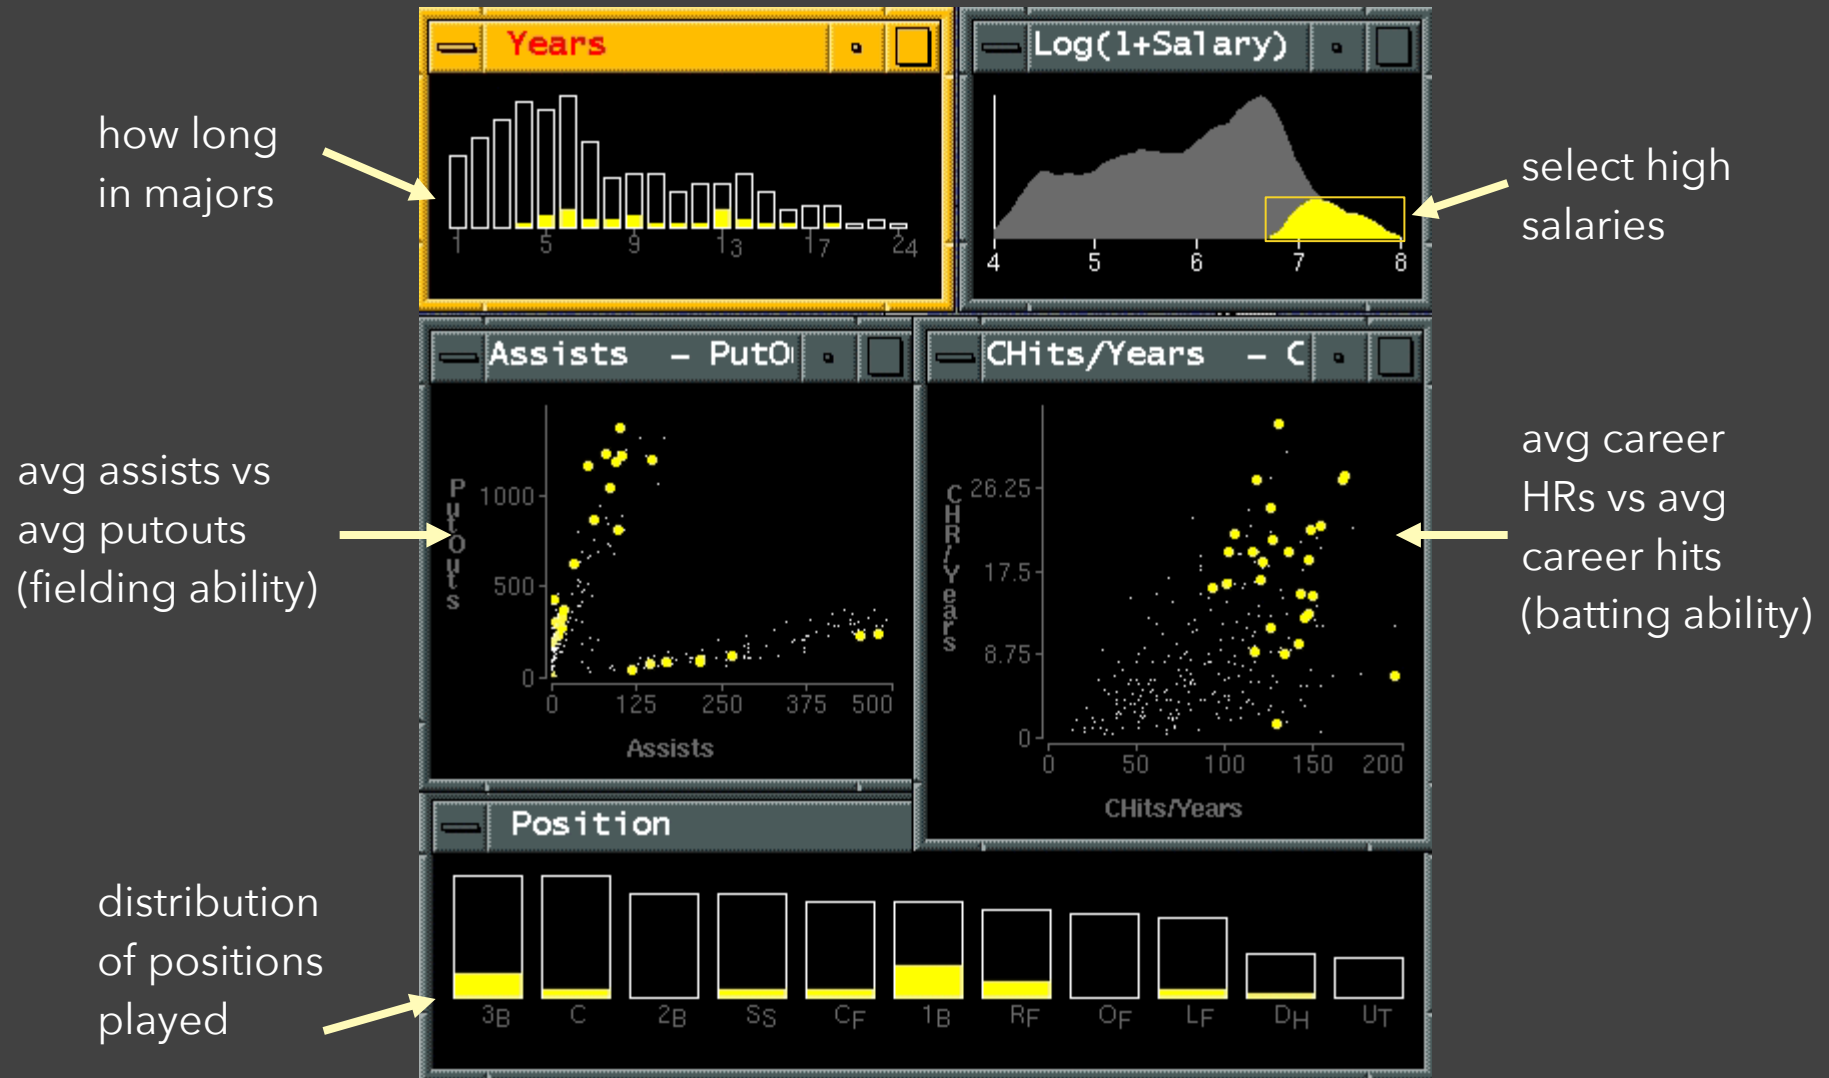 Years
Log(1+Salary)
how long
in majors
select high
salaries
1 5 9 13 17 24
4 5 6 7 8
Assists - PutO
CHits/Years - C
avg assists vs
avg putouts
(fielding ability)
avg career
HRs vs avg
career hits
(batting ability)
PutOuts
1000
500
0
0 125 250 375 500
Assists
CHR/Years
26.25
17.5
8.75
0
0 50 100 150 200
CHits/Years
Position
distribution
of positions
played
3B C 2B SS CF 1B RF OF LF DH UT